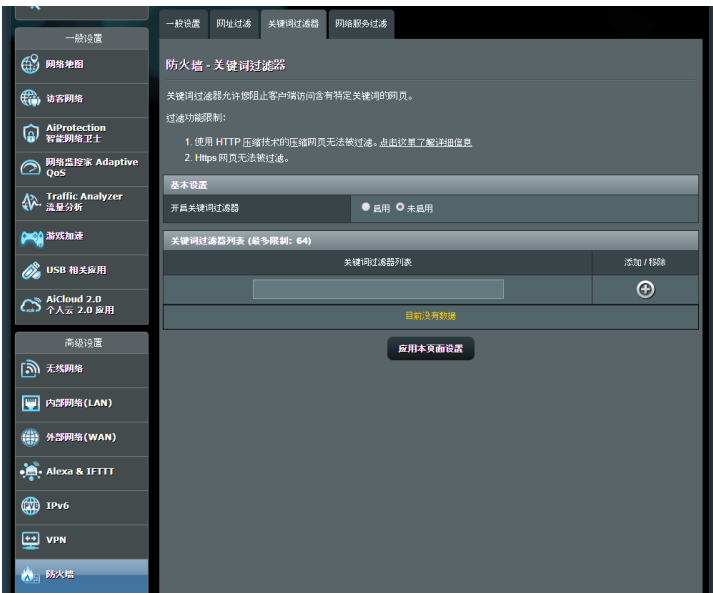 一般设置
网址过滤
关键词过滤器
网络服务过滤
一般设置
网络地图
访客网络
AiProtection
智能网络卫士
网络监控家 Adaptive
QoS
Traffic Analyzer
流量分析
游戏加速
USB 相关应用
AiCloud 2.0
个人云 2.0 应用
高级设置
无线网络
内部网络(LAN)
外部网络(WAN)
Alexa & IFTTT
IPv6
VPN
防火墙
防火墙 - 关键词过滤器
关键词过滤器允许您阻止客户端访问含有特定关键词的网页。
过滤功能限制:
1. 使用 HTTP 压缩技术的压缩网页无法被过滤。点击这里了解详细信息
2. Https 网页无法被过滤。
基本设置
开启关键词过滤器
启用
未启用
关键词过滤器列表 (最多限制: 64)
关键词过滤器列表
添加 / 移除
目前没有数据
应用本页面设置